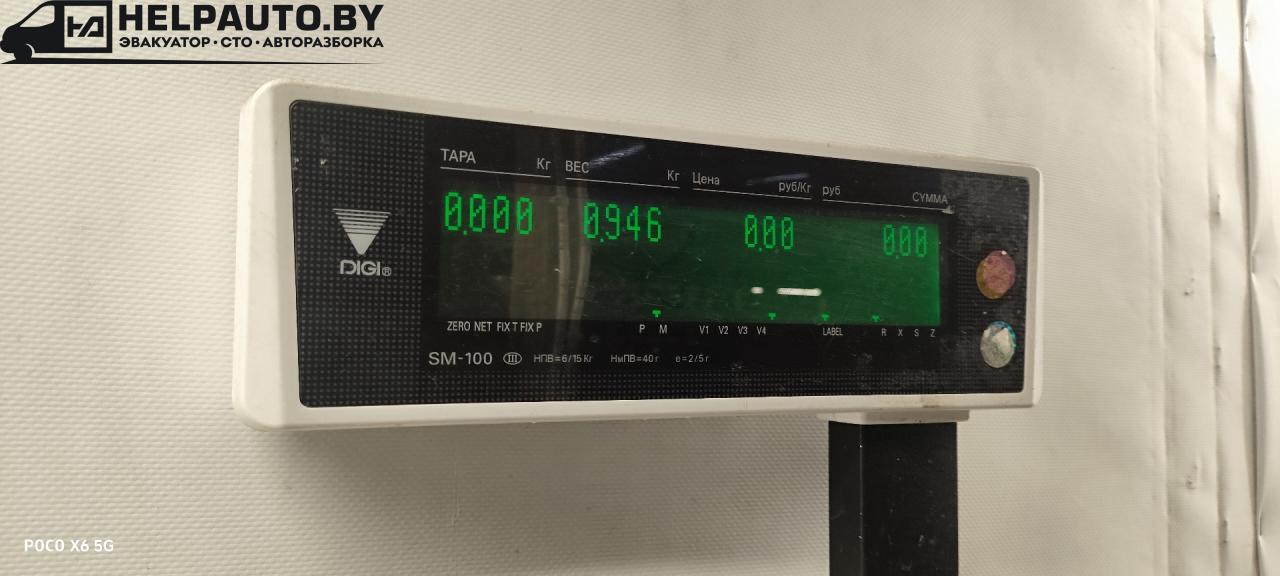 HELPAUTO.BY
ЭВАКУАТОР · СТО · АВТОРАЗБОРКА
ТАРА Кг ВЕС Кг Цена руб/Кг руб СУММА
0.000 0.946 0.00 0.00
DIGI®
ZERO NET FIX T FIX P P M V1 V2 V3 V4 LABEL R X S Z
SM-100 III НПВ=6/15 Кг НмПВ=40 г е=2/5 г
POCO X6 5G